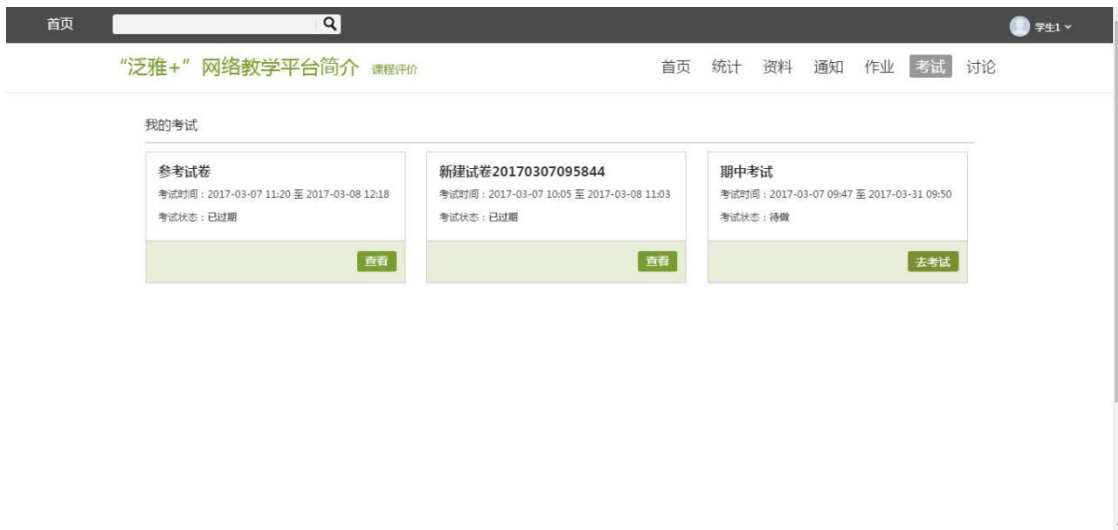 首页 学生1
“泛雅+”网络教学平台简介 课程评价 首页 统计 资料 通知 作业 考试 讨论
我的考试
参考试卷
考试时间：2017-03-07 11:20 至 2017-03-08 12:18
考试状态：已过期
查看
新建试卷20170307095844
考试时间：2017-03-07 10:05 至 2017-03-08 11:03
考试状态：已过期
查看
期中考试
考试时间：2017-03-07 09:47 至 2017-03-31 09:50
考试状态：待做
去考试